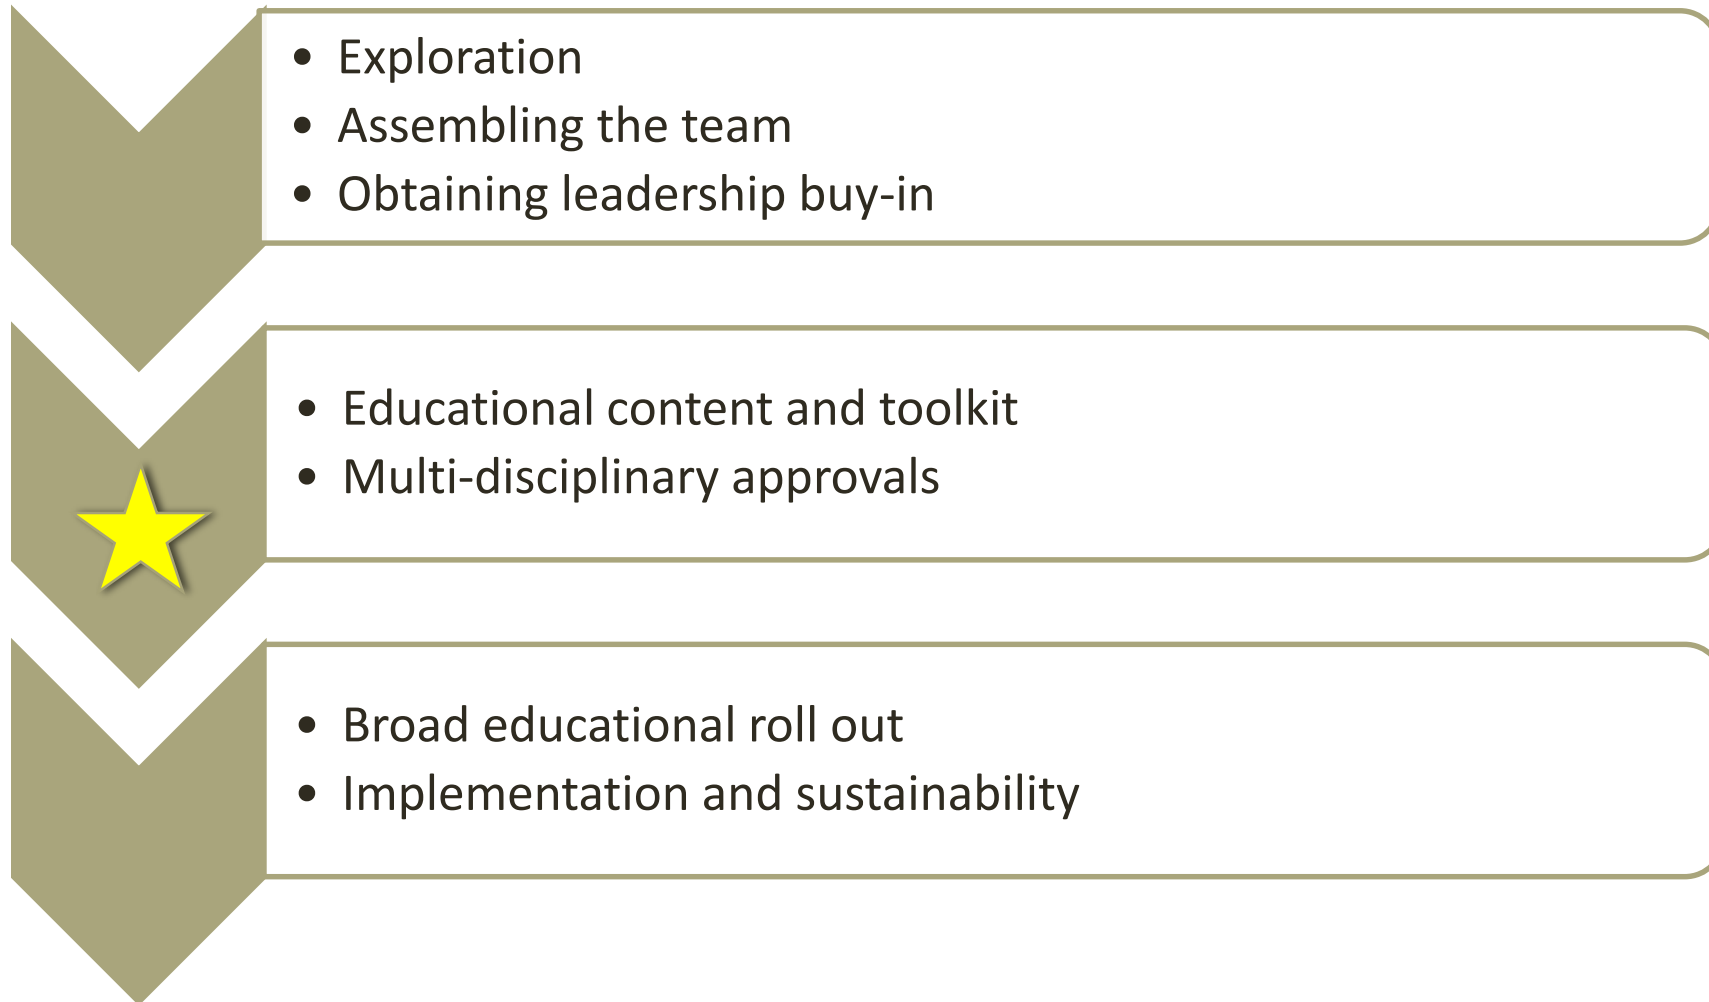 • Exploration
• Assembling the team
• Obtaining leadership buy-in
• Educational content and toolkit
• Multi-disciplinary approvals
• Broad educational roll out
• Implementation and sustainability